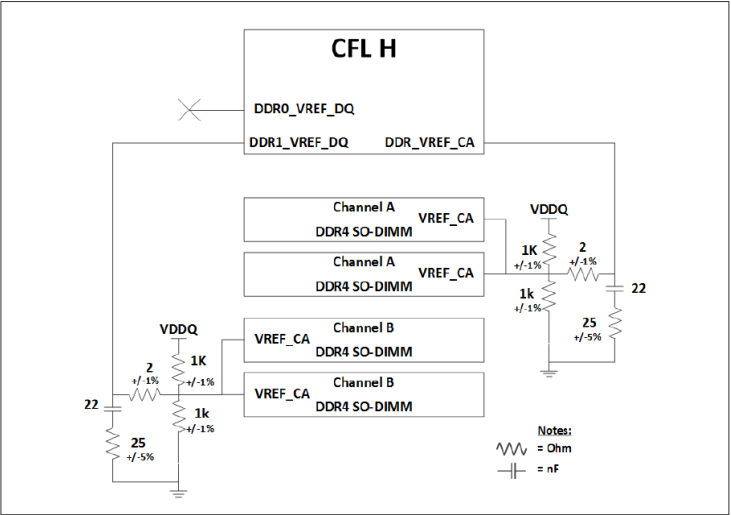 CFL H
DDR0_VREF_DQ
DDR1_VREF_DQ
DDR_VREF_CA
Channel A
VREF_CA
DDR4 SO-DIMM
Channel A
VREF_CA
DDR4 SO-DIMM
VDDQ
1K
+/-1%
2
+/-1%
1k
+/-1%
22
25
+/-5%
Channel B
VREF_CA
DDR4 SO-DIMM
Channel B
VREF_CA
DDR4 SO-DIMM
VDDQ
2
+/-1%
1K
+/-1%
22
1k
+/-1%
25
+/-5%
Notes:
= Ohm
= nF